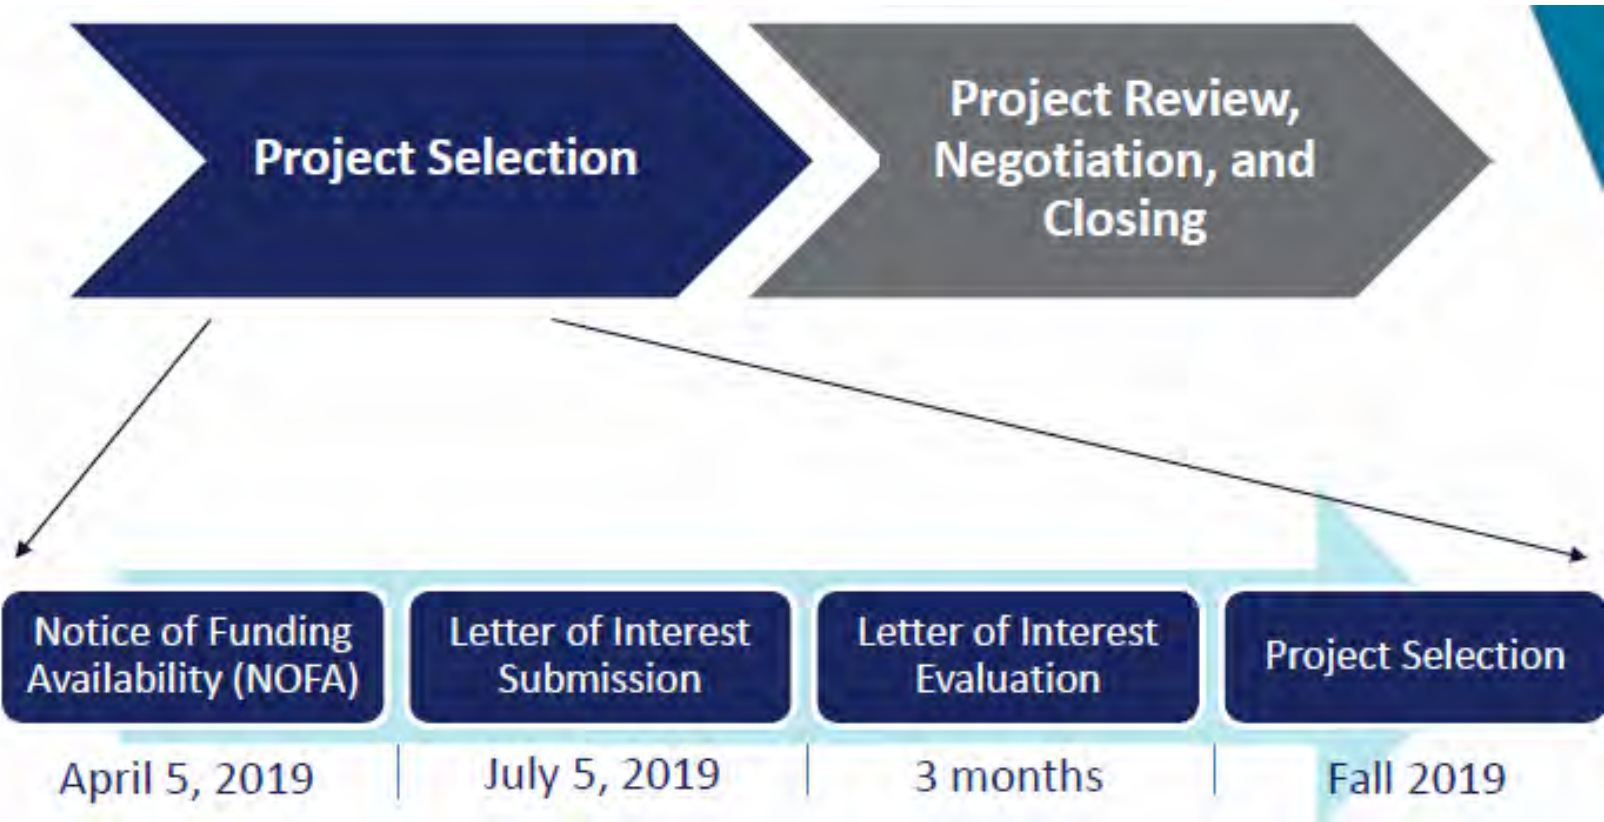 Project Selection
Project Review,
Negotiation, and
Closing
Notice of Funding
Availability (NOFA)
Letter of Interest
Submission
Letter of Interest
Evaluation
Project Selection
April 5, 2019
July 5, 2019
3 months
Fall 2019